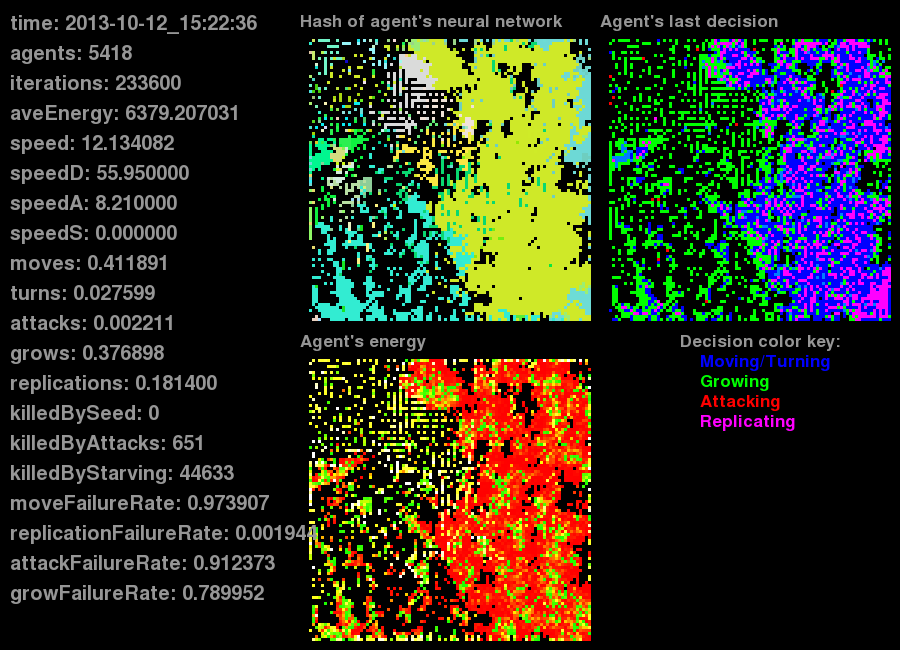 time: 2013-10-12_15:22:36
agents: 5418
iterations: 233600
aveEnergy: 6379.207031
speed: 12.134082
speedD: 55.950000
speedA: 8.210000
speedS: 0.000000
moves: 0.411891
turns: 0.027599
attacks: 0.002211
grows: 0.376898
replications: 0.181400
killedBySeed: 0
killedByAttacks: 651
killedByStarving: 44633
moveFailureRate: 0.973907
replicationFailureRate: 0.001944
attackFailureRate: 0.912373
growFailureRate: 0.789952
Hash of agent's neural network
Agent's last decision
Agent's energy
Decision color key:
Moving/Turning
Growing
Attacking
Replicating